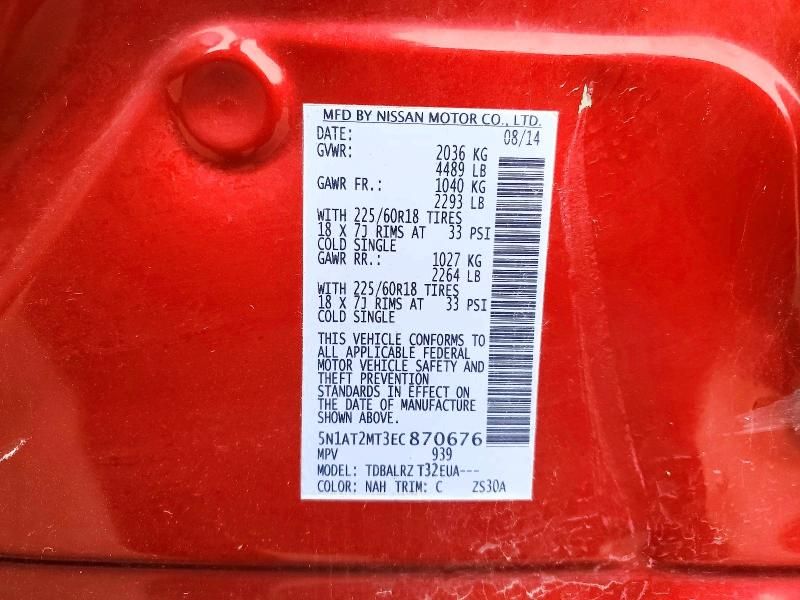 MFD BY NISSAN MOTOR CO., LTD.
DATE: 08/14
GVWR: 2036 KG
4489 LB
GAWR FR.: 1040 KG
2293 LB
WITH 225/60R18 TIRES
18 X 7J RIMS AT 33 PSI
COLD SINGLE
GAWR RR.: 1027 KG
2264 LB
WITH 225/60R18 TIRES
18 X 7J RIMS AT 33 PSI
COLD SINGLE
THIS VEHICLE CONFORMS TO
ALL APPLICABLE FEDERAL
MOTOR VEHICLE SAFETY AND
THEFT PREVENTION
STANDARDS IN EFFECT ON
THE DATE OF MANUFACTURE
SHOWN ABOVE.
5N1AT2MT3EC870676
MPV 939
MODEL: TDBALRZ T32EUA---
COLOR: NAH TRIM: C ZS30A